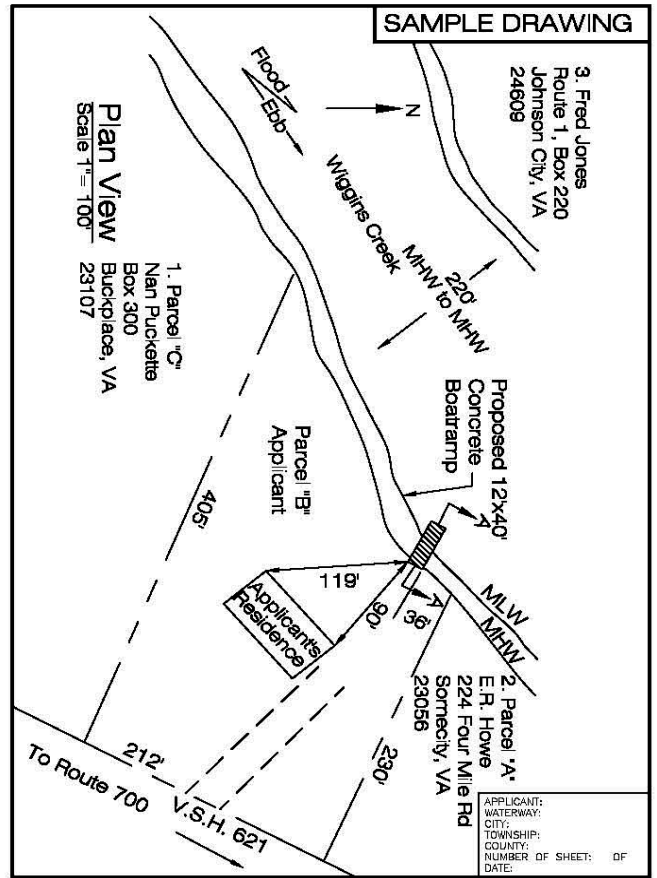 SAMPLE DRAWING
3. Fred Jones
Route 1, Box 220
Johnson City, VA
24609
Flood
Ebb
N
Wiggins Creek
220'
MHW to MHW
Plan View
Scale 1" = 100'
1. Parcel "C"
Nan Puckette
Box 300
Buckplace, VA
23107
Proposed 12'x40'
Concrete
Boatramp
Parcel "B"
Applicant
A
A
405'
119'
90'
36'
Applicant's
Residence
MLW
MHW
2. Parcel "A"
E.R. Howe
224 Four Mile Rd
Somecity, VA
23056
230'
212'
To Route 700
V.S.H. 621
APPLICANT:
WATERWAY:
CITY:
TOWNSHIP:
COUNTY:
NUMBER OF SHEET: OF
DATE: